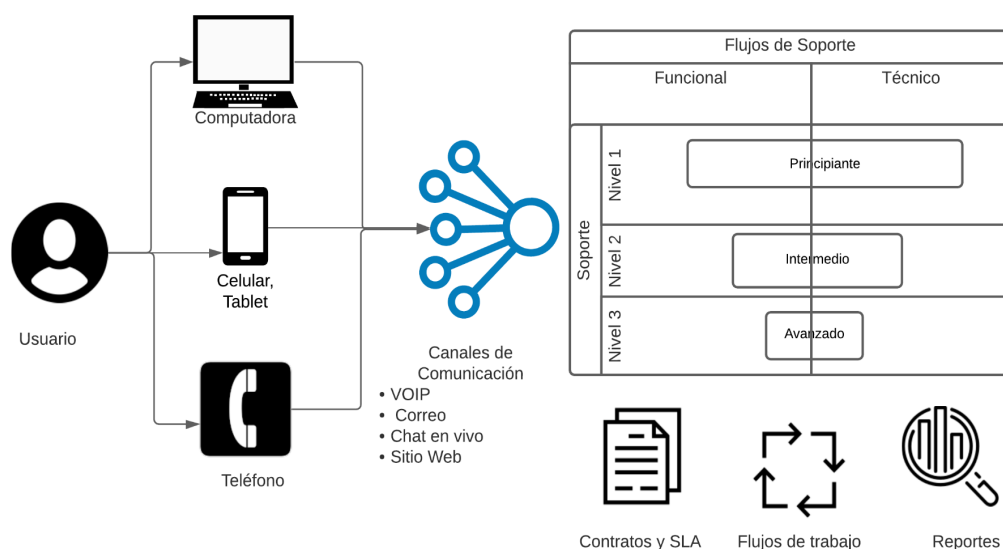 Computadora
Celular,
Tablet
Usuario
Teléfono
Canales de
Comunicación
• VOIP
• Correo
• Chat en vivo
• Sitio Web
Flujos de Soporte
Funcional
Técnico
Soporte
Nivel 1
Principiante
Nivel 2
Intermedio
Nivel 3
Avanzado
Contratos y SLA
Flujos de trabajo
Reportes